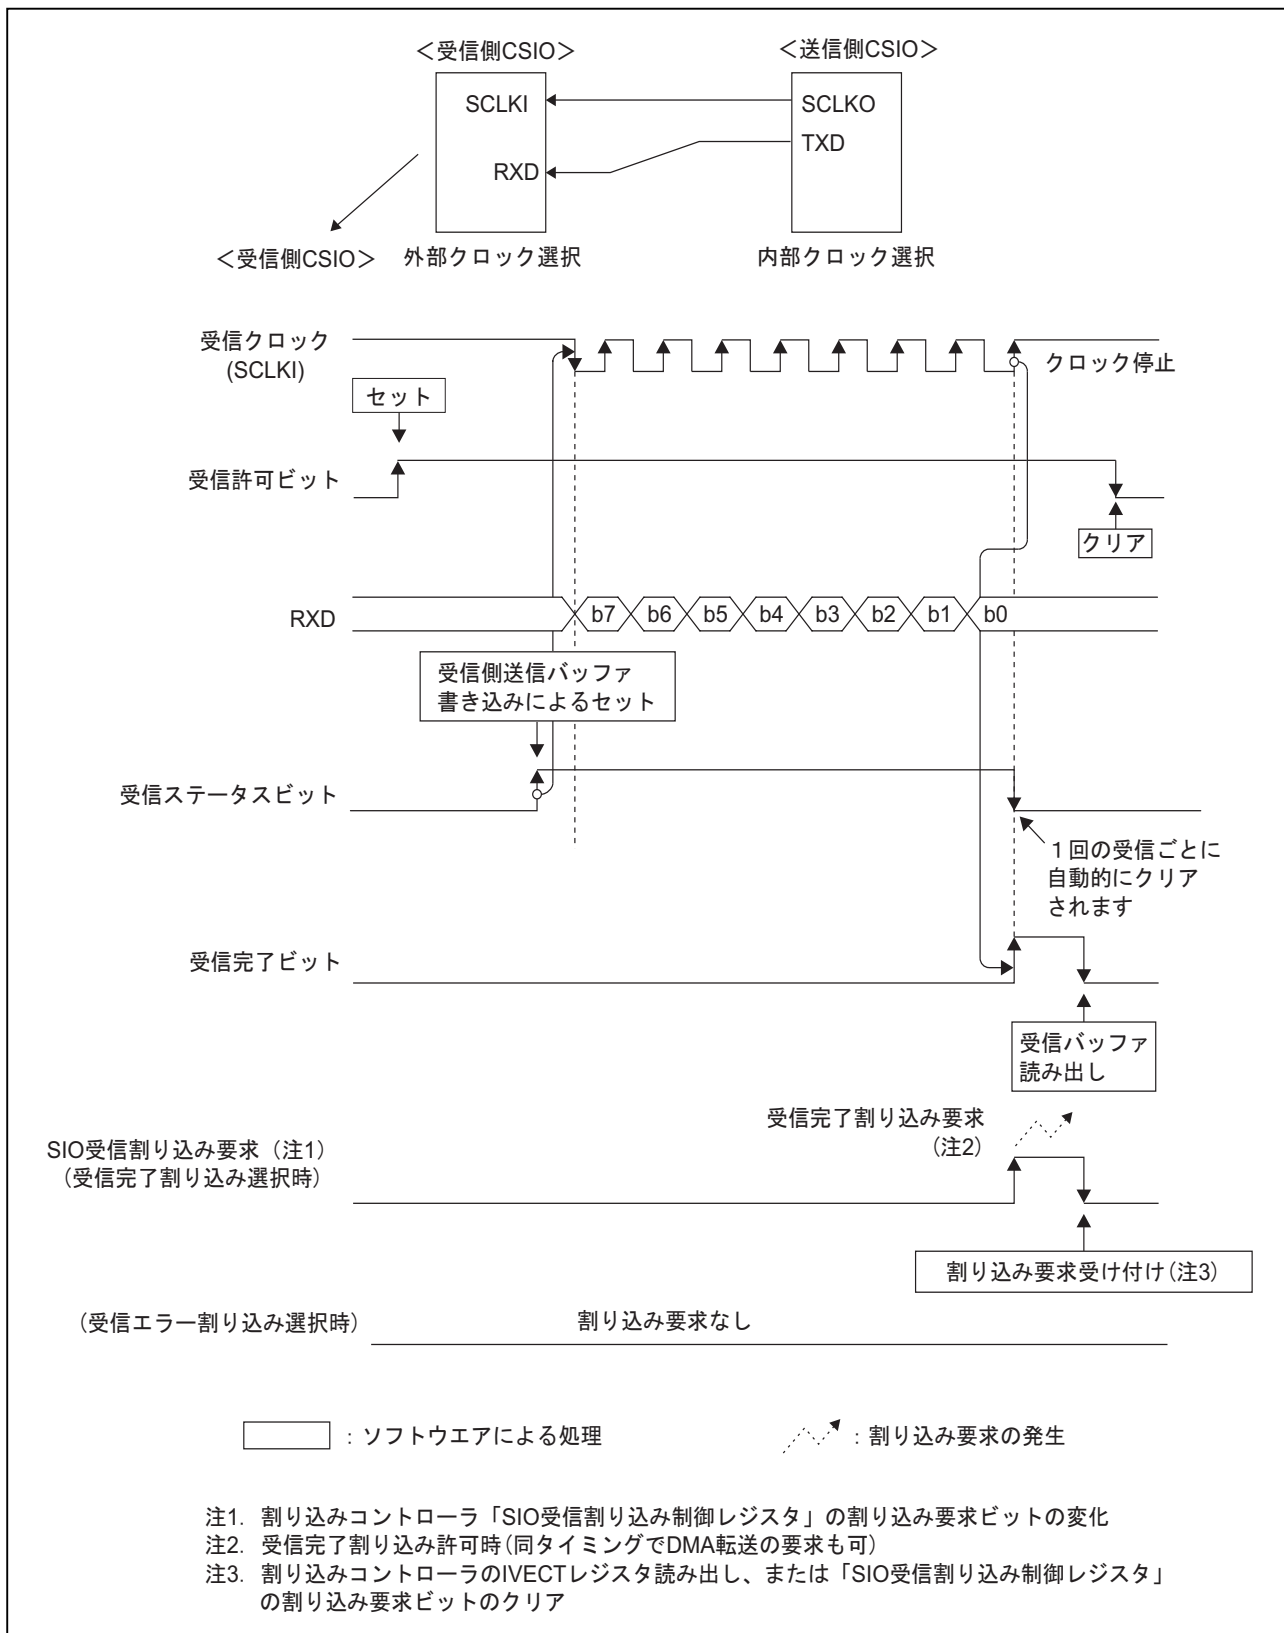 ＜受信側CSIO＞
＜送信側CSIO＞
SCLKI
SCLKO
TXD
RXD
＜受信側CSIO＞
外部クロック選択
内部クロック選択
受信クロック
(SCLKI)
クロック停止
セット
受信許可ビット
クリア
RXD
b7
b6
b5
b4
b3
b2
b1
b0
受信側送信バッファ
書き込みによるセット
受信ステータスビット
１回の受信ごとに
自動的にクリア
されます
受信完了ビット
受信バッファ
読み出し
受信完了割り込み要求
(注2)
SIO受信割り込み要求（注1）
(受信完了割り込み選択時)
割り込み要求受け付け(注3)
(受信エラー割り込み選択時)
割り込み要求なし
：ソフトウエアによる処理
：割り込み要求の発生
注1. 割り込みコントローラ「SIO受信割り込み制御レジスタ」の割り込み要求ビットの変化
注2. 受信完了割り込み許可時(同タイミングでDMA転送の要求も可)
注3. 割り込みコントローラのIVECTレジスタ読み出し、または「SIO受信割り込み制御レジスタ」
の割り込み要求ビットのクリア